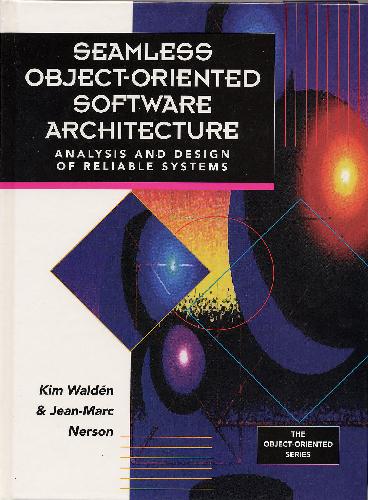 SEAMLESS
OBJECT-ORIENTED
SOFTWARE
ARCHITECTURE
ANALYSIS AND DESIGN
OF RELIABLE SYSTEMS
Kim Waldén
& Jean-Marc
Nerson
THE
OBJECT-ORIENTED
SERIES